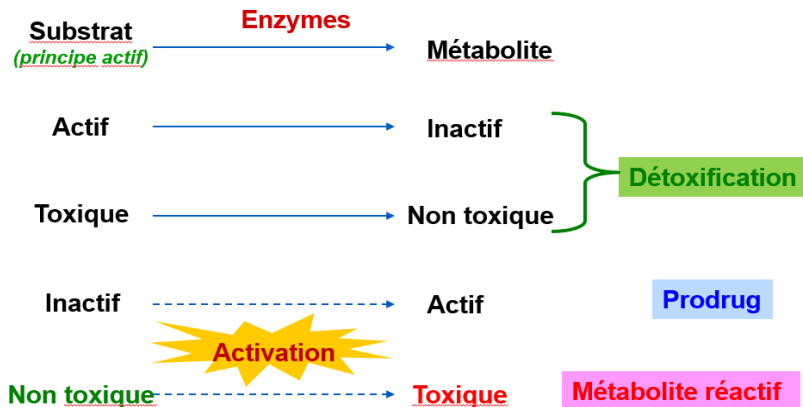 Substrat Enzymes Métabolite
(principe actif)
Actif Inactif
Détoxification
Toxique Non toxique
Inactif Actif Prodrug
Activation
Non toxique Toxique Métabolite réactif